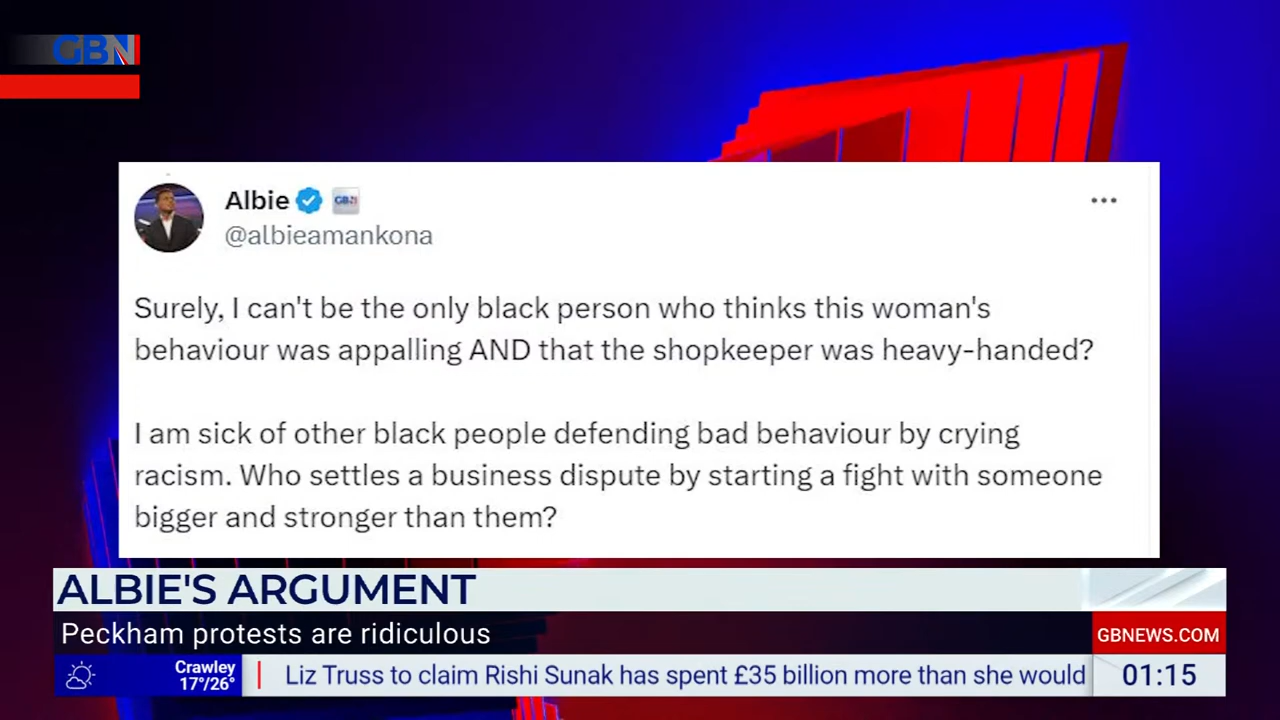 GBN
Albie GBN
@albieamankona
Surely, I can't be the only black person who thinks this woman's
behaviour was appalling AND that the shopkeeper was heavy-handed?
I am sick of other black people defending bad behaviour by crying
racism. Who settles a business dispute by starting a fight with someone
bigger and stronger than them?
ALBIE'S ARGUMENT
Peckham protests are ridiculous
GBNEWS.COM
Crawley
17°/26°
Liz Truss to claim Rishi Sunak has spent £35 billion more than she would
01:15